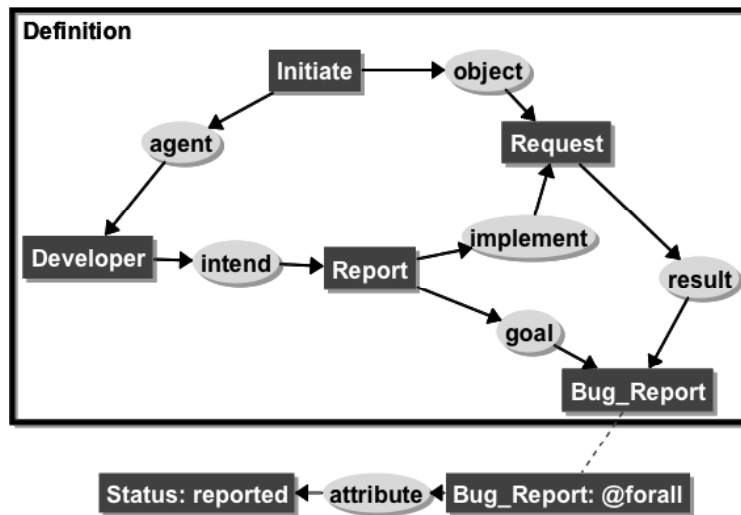 Definition
Initiate
object
agent
Request
Developer
intend
Report
implement
result
goal
Bug_Report
Status: reported
attribute
Bug_Report: @forall